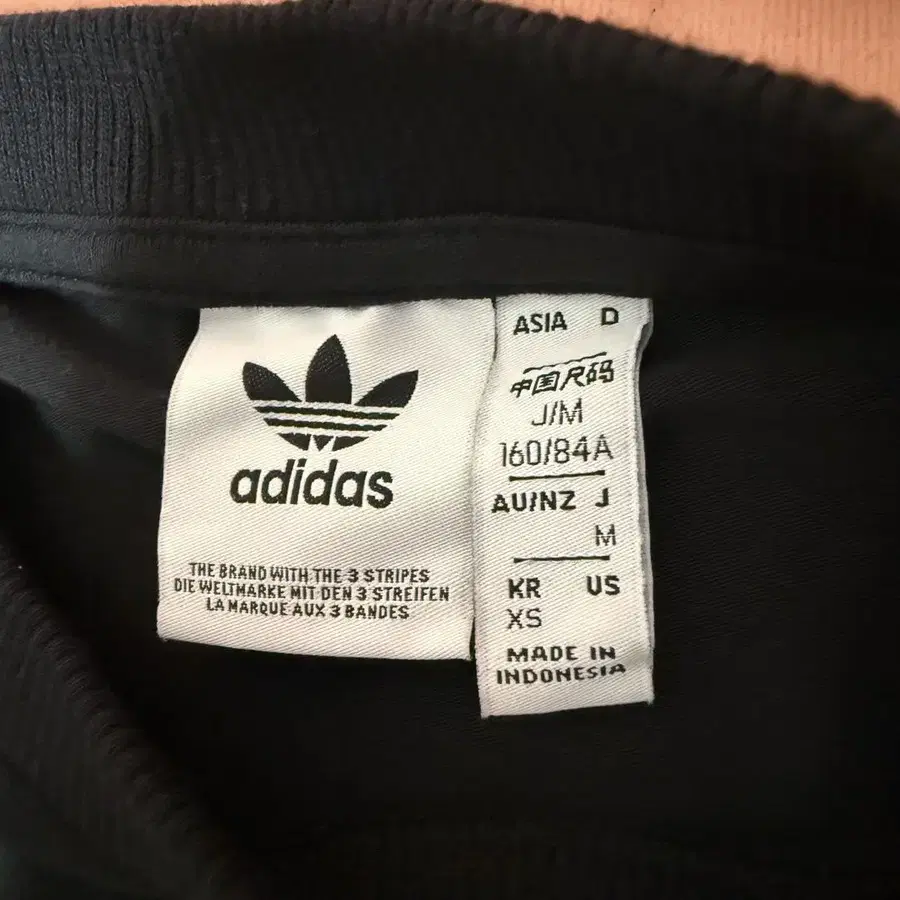 adidas
THE BRAND WITH THE 3 STRIPES
DIE WELTMARKE MIT DEN 3 STREIFEN
LA MARQUE AUX 3 BANDES
ASIA D
中国尺码
J/M
160/84A
AU/NZ J
M
KR US
XS
MADE IN
INDONESIA